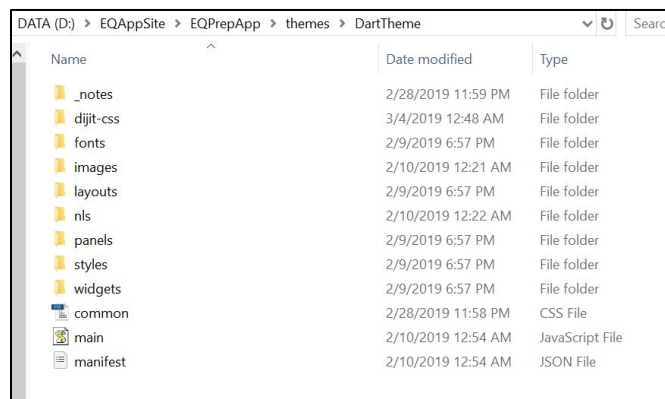 DATA (D:) > EQAppSite > EQPrepApp > themes > DartTheme
Name Date modified Type
_notes 2/28/2019 11:59 PM File folder
dijit-css 3/4/2019 12:48 AM File folder
fonts 2/9/2019 6:57 PM File folder
images 2/10/2019 12:21 AM File folder
layouts 2/9/2019 6:57 PM File folder
nls 2/10/2019 12:22 AM File folder
panels 2/9/2019 6:57 PM File folder
styles 2/9/2019 6:57 PM File folder
widgets 2/9/2019 6:57 PM File folder
common 2/28/2019 11:58 PM CSS File
main 2/10/2019 12:54 AM JavaScript File
manifest 2/10/2019 12:54 AM JSON File